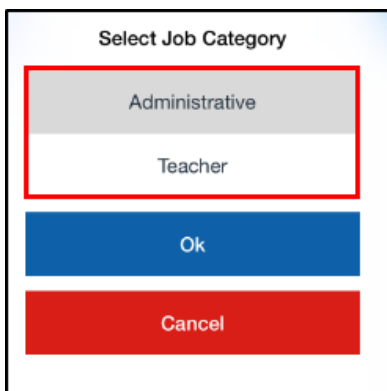 Select Job Category
Administrative
Teacher
Ok
Cancel